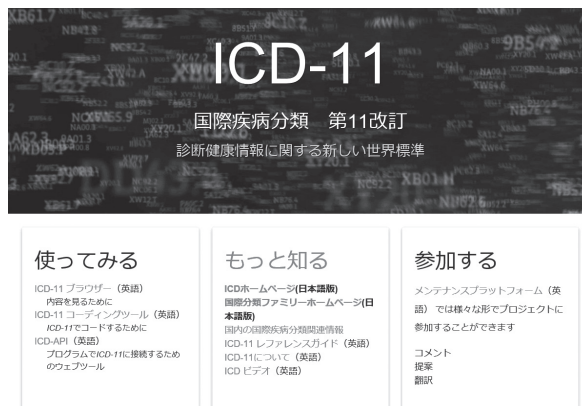 ICD-11
国際疾病分類　第11改訂
診断健康情報に関する新しい世界標準
使ってみる
ICD-11 ブラウザー（英語）
内容を見るために
ICD-11 コーディングツール（英語）
ICD-11でコードするために
ICD-API（英語）
プログラムでICD-11に接続するため
のウェブツール
もっと知る
ICDホームページ(日本語版)
国際分類ファミリーホームページ(日
本語版)
国内の国際疾病分類関連情報
ICD-11 レファレンスガイド（英語）
ICD-11について（英語）
ICD ビデオ（英語）
参加する
メンテナンスプラットフォーム（英
語） では様々な形でプロジェクトに
参加することができます
コメント
提案
翻訳